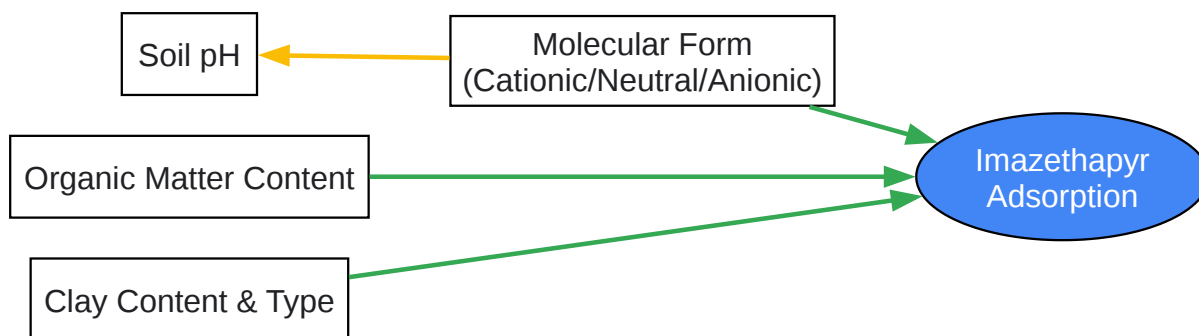 Soil pH
Molecular Form
(Cationic/Neutral/Anionic)
Organic Matter Content
Imazethapyr
Adsorption
Clay Content & Type